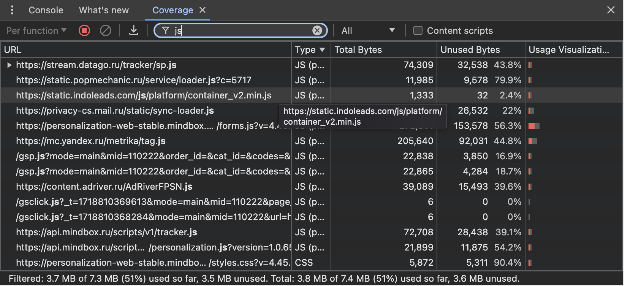 Console What's new Coverage
Per function js All Content scripts
URL Type Total Bytes Unused Bytes Usage Visualizati...
https://stream.datago.ru/tracker/sp.js JS (p... 74,309 32,538 43.8%
https://static.popmechanic.ru/service/loader.js?c=6717 JS (p... 11,985 9,578 79.9%
https://static.indoleads.com/js/platform/container_v2.min.js JS (p... 1,333 32 2.4%
https://privacy-cs.mail.ru/static/sync-loader.js 26,532 22%
https://static.indoleads.com/js/platform/
container_v2.min.js
https://personalization-web-stable.mindbox. /forms.js?v=4.4 153,578 56.3%
https://mc.yandex.ru/metrika/tag.js JS (p... 205,640 92,031 44.8%
/gsp.js?mode=main&mid=110222&order_id=&cat_id=&codes=& JS (p... 22,838 3,850 16.9%
/gsp.js?mode=main&mid=110222&order_id=&cat_id=&codes=& JS (p... 22,865 4,284 18.7%
https://content.adriver.ru/AdRiverFPSN.js JS (p... 39,089 15,493 39.6%
/gsclick.js?_t=1718810369613&mode=main&mid=110222&page_ JS (p... 6 0 0%
/gsclick.js?_t=1718810368284&mode=main&mid=110222&url=h JS (p... 6 0 0%
https://api.mindbox.ru/scripts/v1/tracker.js JS (p... 72,708 28,438 39.1%
https://api.mindbox.ru/script... /personalization.js?version=1.0.65 JS (p... 21,899 11,875 54.2%
https://personalization-web-stable.mindbox... /styles.css?v=4.45. CSS 5,872 5,311 90.4%
Filtered: 3.7 MB of 7.3 MB (51%) used so far, 3.5 MB unused. Total: 3.8 MB of 7.4 MB (51%) used so far, 3.6 MB unused.